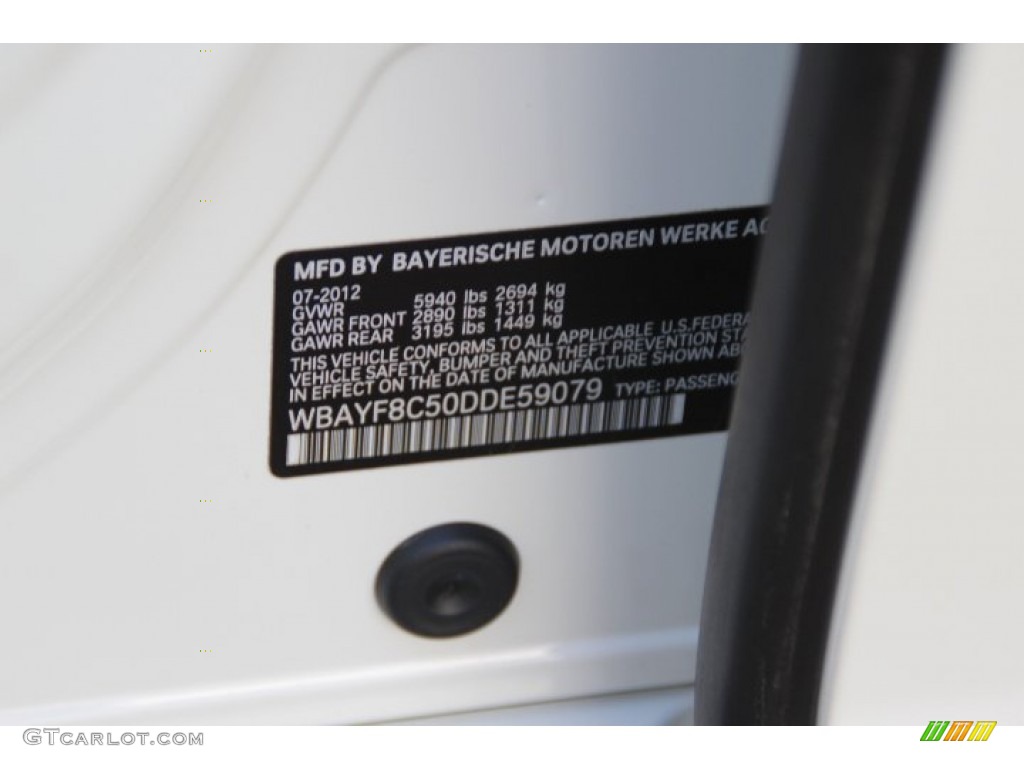 MFD BY BAYERISCHE MOTOREN WERKE AG
07-2012
GVWR 5940 lbs 2694 kg
GAWR FRONT 2890 lbs 1311 kg
GAWR REAR 3195 lbs 1449 kg
THIS VEHICLE CONFORMS TO ALL APPLICABLE U.S.FEDERA
VEHICLE SAFETY, BUMPER AND THEFT PREVENTION STA
IN EFFECT ON THE DATE OF MANUFACTURE SHOWN AB
WBAYF8C50DDE59079 TYPE: PASSENG
GTCARLOT.COM